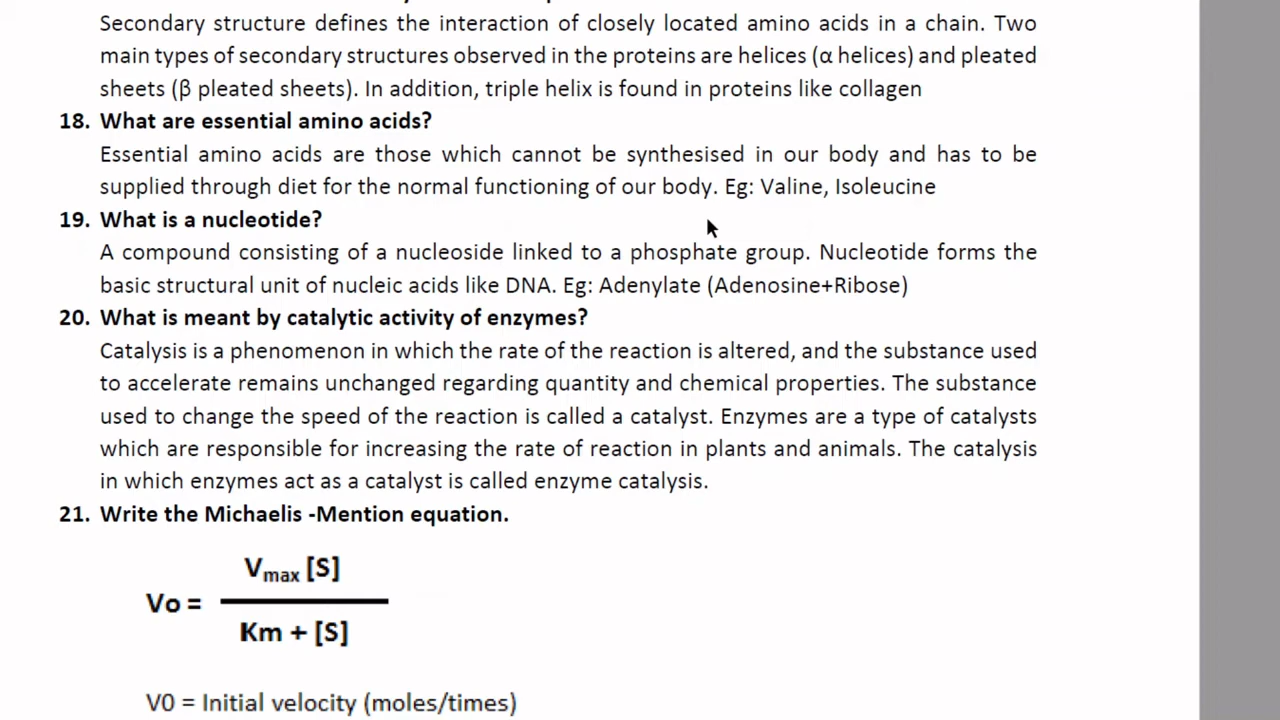 Secondary structure defines the interaction of closely located amino acids in a chain. Two
main types of secondary structures observed in the proteins are helices (α helices) and pleated
sheets (β pleated sheets). In addition, triple helix is found in proteins like collagen
18. What are essential amino acids?
Essential amino acids are those which cannot be synthesised in our body and has to be
supplied through diet for the normal functioning of our body. Eg: Valine, Isoleucine
19. What is a nucleotide?
A compound consisting of a nucleoside linked to a phosphate group. Nucleotide forms the
basic structural unit of nucleic acids like DNA. Eg: Adenylate (Adenosine+Ribose)
20. What is meant by catalytic activity of enzymes?
Catalysis is a phenomenon in which the rate of the reaction is altered, and the substance used
to accelerate remains unchanged regarding quantity and chemical properties. The substance
used to change the speed of the reaction is called a catalyst. Enzymes are a type of catalysts
which are responsible for increasing the rate of reaction in plants and animals. The catalysis
in which enzymes act as a catalyst is called enzyme catalysis.
21. Write the Michaelis -Mention equation.
Vmax [S]
Vo =
Km + [S]
V0 = Initial velocity (moles/times)